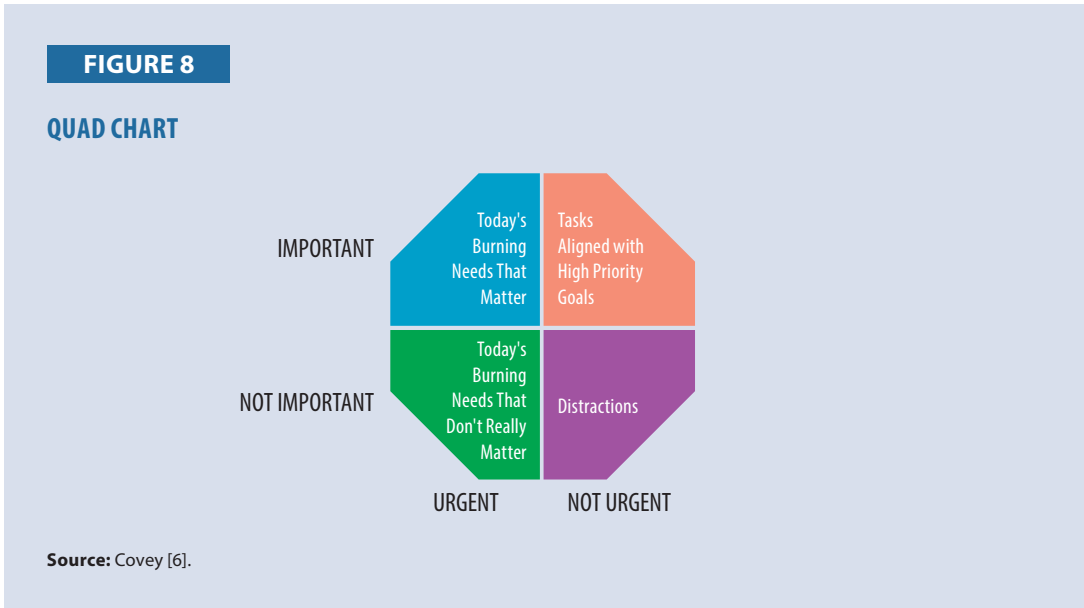 FIGURE 8
QUAD CHART
IMPORTANT
Today's
Burning
Needs That
Matter
Tasks
Aligned with
High Priority
Goals
NOT IMPORTANT
Today's
Burning
Needs That
Don't Really
Matter
Distractions
URGENT
NOT URGENT
Source: Covey [6].